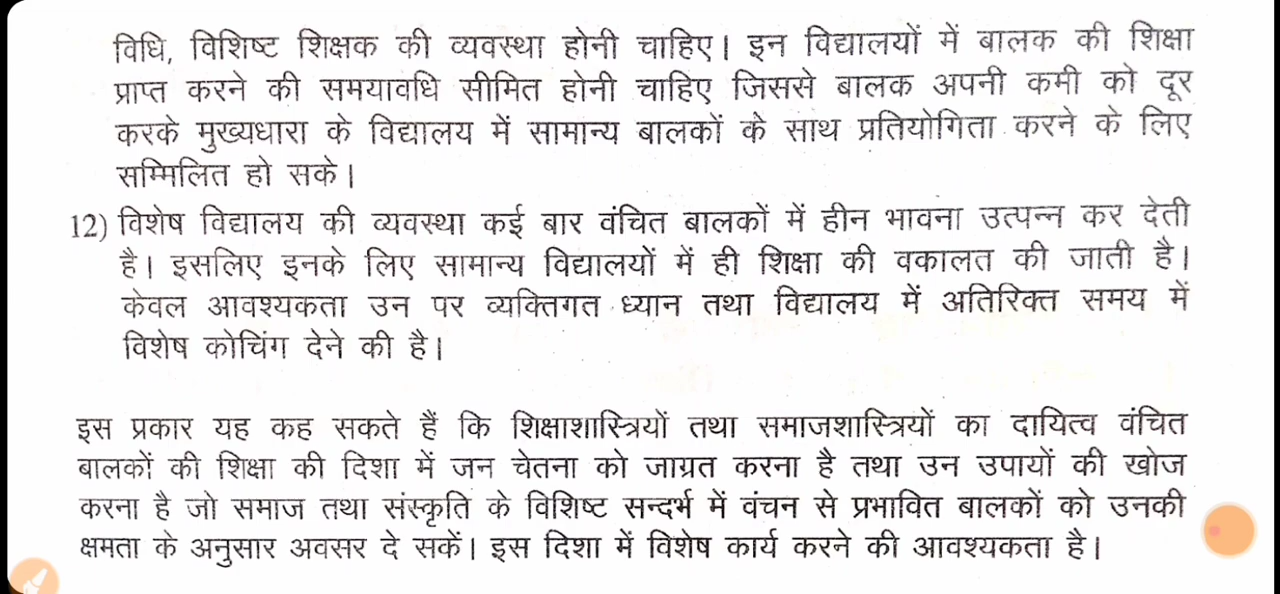 विधि, विशिष्ट शिक्षक की व्यवस्था होनी चाहिए। इन विद्यालयों में बालक की शिक्षा
प्राप्त करने की समयावधि सीमित होनी चाहिए जिससे बालक अपनी कमी को दूर
करके मुख्यधारा के विद्यालय में सामान्य बालकों के साथ प्रतियोगिता करने के लिए
सम्मिलित हो सके।
12) विशेष विद्यालय की व्यवस्था कई बार वंचित बालकों में हीन भावना उत्पन्न कर देती
है। इसलिए इनके लिए सामान्य विद्यालयों में ही शिक्षा की वकालत की जाती है।
केवल आवश्यकता उन पर व्यक्तिगत ध्यान तथा विद्यालय में अतिरिक्त समय में
विशेष कोचिंग देने की है।
इस प्रकार यह कह सकते हैं कि शिक्षाशास्त्रियों तथा समाजशास्त्रियों का दायित्व वंचित
बालकों की शिक्षा की दिशा में जन चेतना को जाग्रत करना है तथा उन उपायों की खोज
करना है जो समाज तथा संस्कृति के विशिष्ट सन्दर्भ में वंचन से प्रभावित बालकों को उनकी
क्षमता के अनुसार अवसर दे सकें। इस दिशा में विशेष कार्य करने की आवश्यकता है।